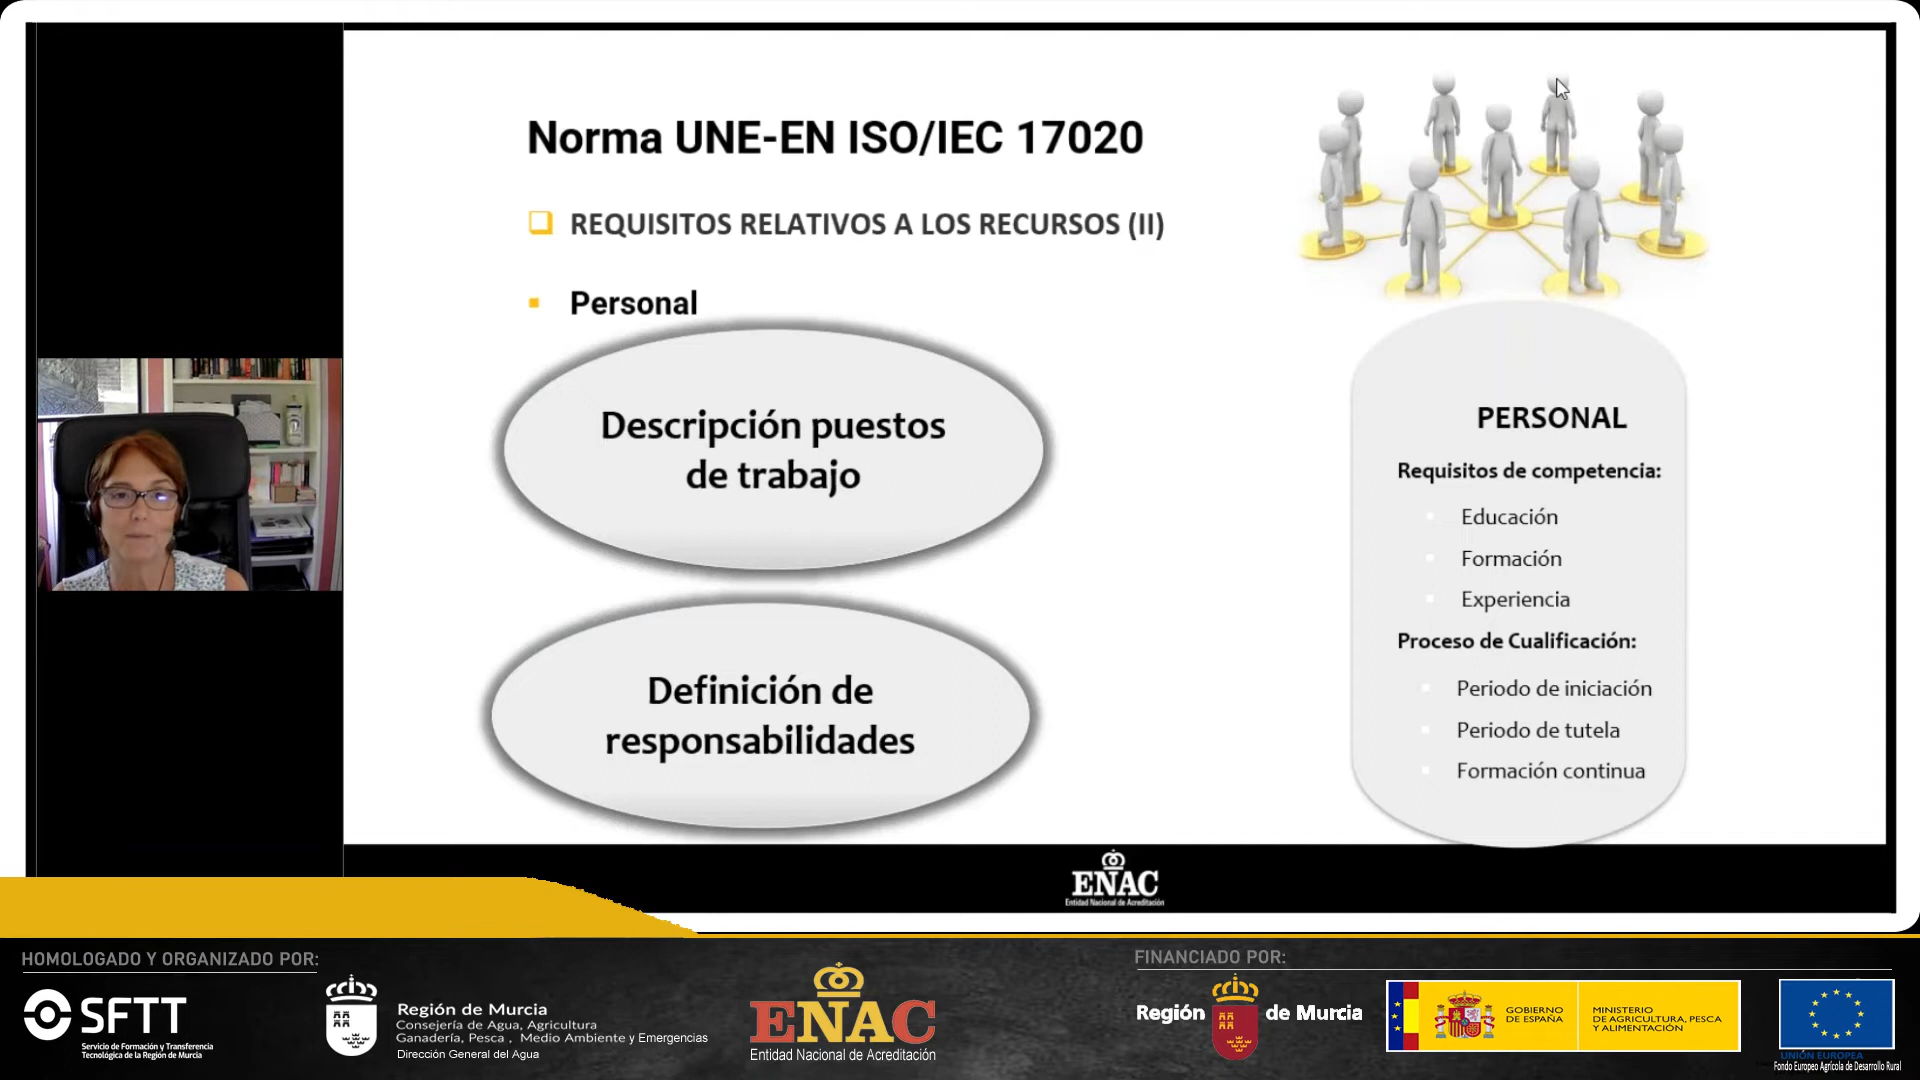 Norma UNE-EN ISO/IEC 17020
REQUISITOS RELATIVOS A LOS RECURSOS (II)
Personal
Descripción puestos
de trabajo
Definición de
responsabilidades
PERSONAL
Requisitos de competencia:
Educación
Formación
Experiencia
Proceso de Cualificación:
Periodo de iniciación
Periodo de tutela
Formación continua
ENAC
Entidad Nacional de Acreditación
HOMOLOGADO Y ORGANIZADO POR:
SFTT
Servicio de Formación y Transferencia
Tecnológica de la Región de Murcia
Región de Murcia
Consejería de Agua, Agricultura
Ganadería, Pesca , Medio Ambiente y Emergencias
Dirección General del Agua
ENAC
Entidad Nacional de Acreditación
FINANCIADO POR:
Región de Murcia
GOBIERNO
DE ESPAÑA
MINISTERIO
DE AGRICULTURA, PESCA
Y ALIMENTACIÓN
UNIÓN EUROPEA
Fondo Europeo Agrícola de Desarrollo Rural